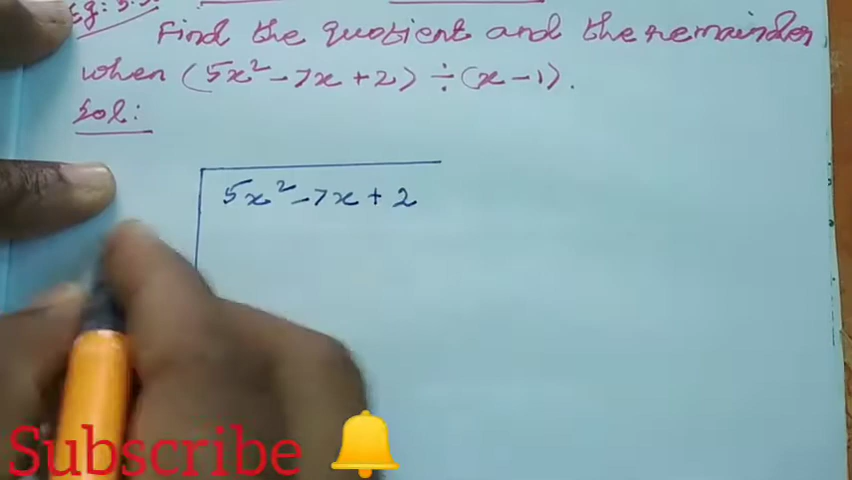 Eg: 3.3
Find the quotient and the remainder
when (5x² - 7x + 2) ÷ (x - 1).
Sol:
5x² - 7x + 2
Subscribe